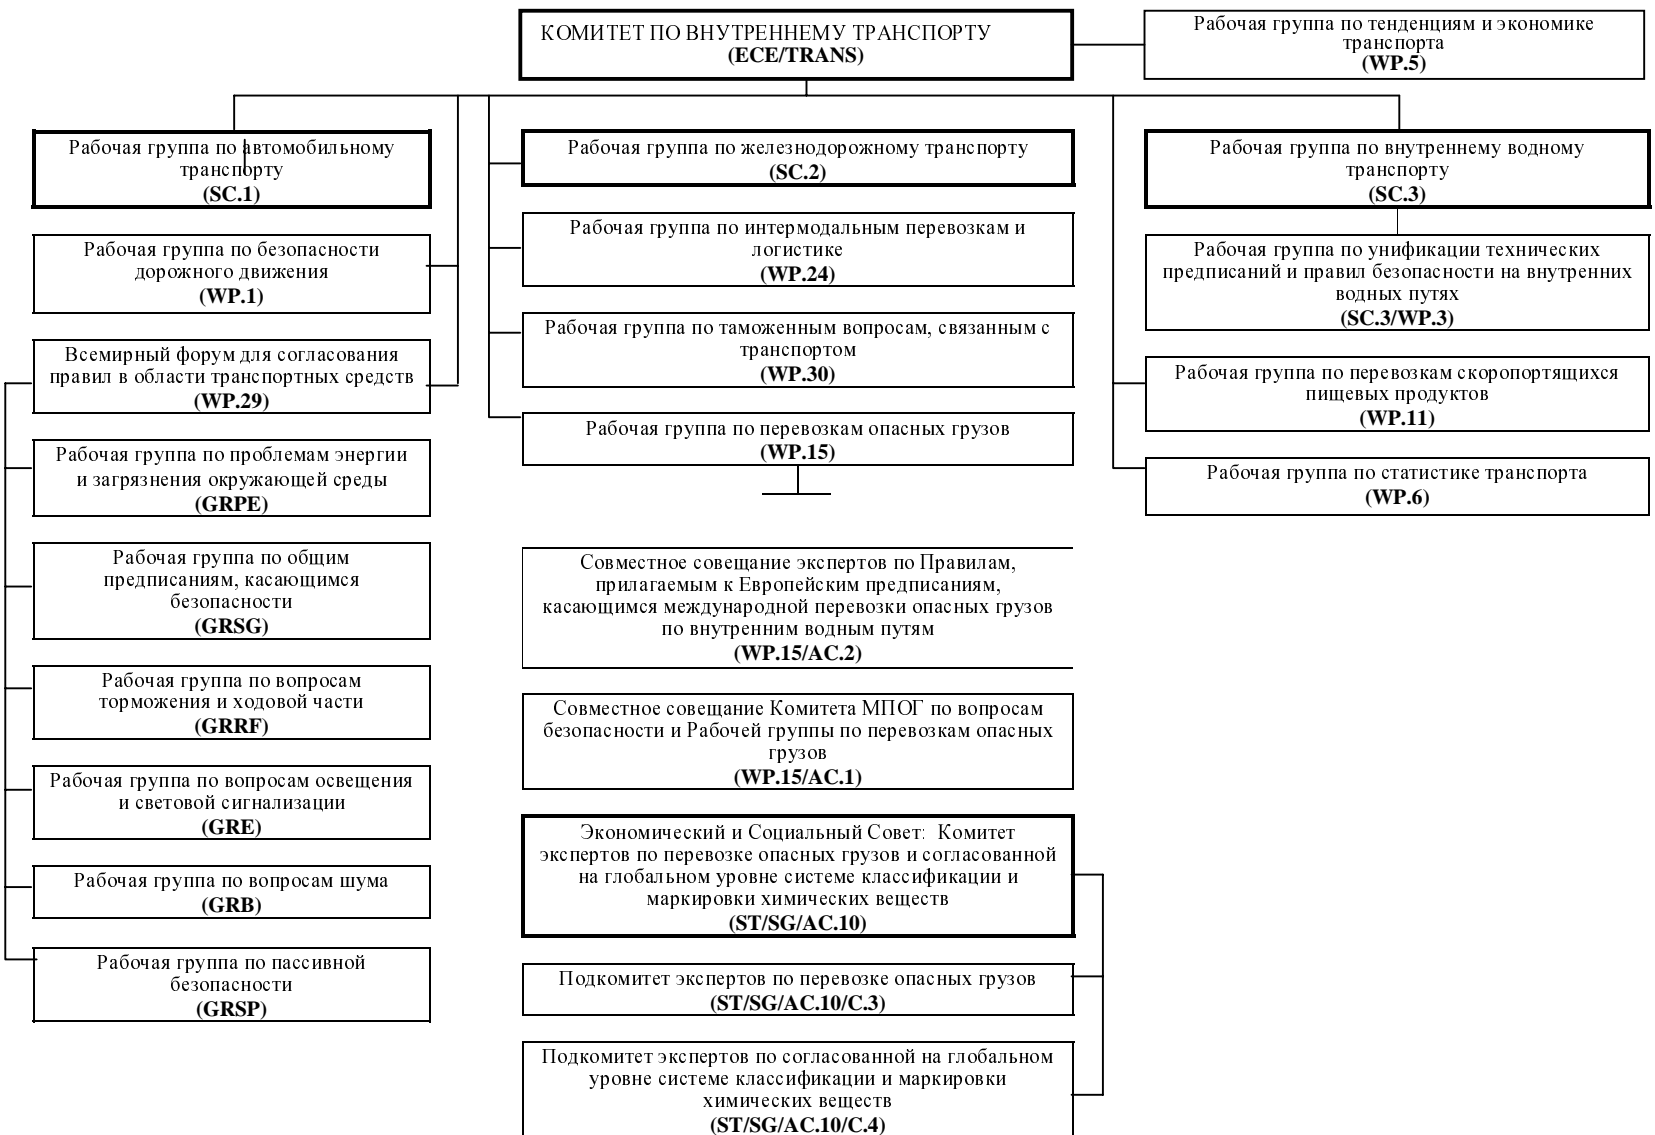 КОМИТЕТ ПО ВНУТРЕННЕМУ ТРАНСПОРТУ
(ECE/TRANS)
Рабочая группа по тенденциям и экономике
транспорта
(WP.5)
Рабочая группа по автомобильному
транспорту
(SC.1)
Рабочая группа по безопасности
дорожного движения
(WP.1)
Всемирный форум для согласования
правил в области транспортных средств
(WP.29)
Рабочая группа по проблемам энергии
и загрязнения окружающей среды
(GRPE)
Рабочая группа по общим
предписаниям, касающимся
безопасности
(GRSG)
Рабочая группа по вопросам
торможения и ходовой части
(GRRF)
Рабочая группа по вопросам освещения
и световой сигнализации
(GRE)
Рабочая группа по вопросам шума
(GRB)
Рабочая группа по пассивной
безопасности
(GRSP)
Рабочая группа по железнодорожному транспорту
(SC.2)
Рабочая группа по интермодальным перевозкам и
логистике
(WP.24)
Рабочая группа по таможенным вопросам, связанным с
транспортом
(WP.30)
Рабочая группа по перевозкам опасных грузов
(WP.15)
Совместное совещание экспертов по Правилам,
прилагаемым к Европейским предписаниям,
касающимся международной перевозки опасных грузов
по внутренним водным путям
(WP.15/AC.2)
Совместное совещание Комитета МПОГ по вопросам
безопасности и Рабочей группы по перевозкам опасных
грузов
(WP.15/AC.1)
Экономический и Социальный Совет: Комитет
экспертов по перевозке опасных грузов и согласованной
на глобальном уровне системе классификации и
маркировки химических веществ
(ST/SG/AC.10)
Подкомитет экспертов по перевозке опасных грузов
(ST/SG/AC.10/C.3)
Подкомитет экспертов по согласованной на глобальном
уровне системе классификации и маркировки
химических веществ
(ST/SG/AC.10/C.4)
Рабочая группа по внутреннему водному
транспорту
(SC.3)
Рабочая группа по унификации технических
предписаний и правил безопасности на внутренних
водных путях
(SC.3/WP.3)
Рабочая группа по перевозкам скоропортящихся
пищевых продуктов
(WP.11)
Рабочая группа по статистике транспорта
(WP.6)